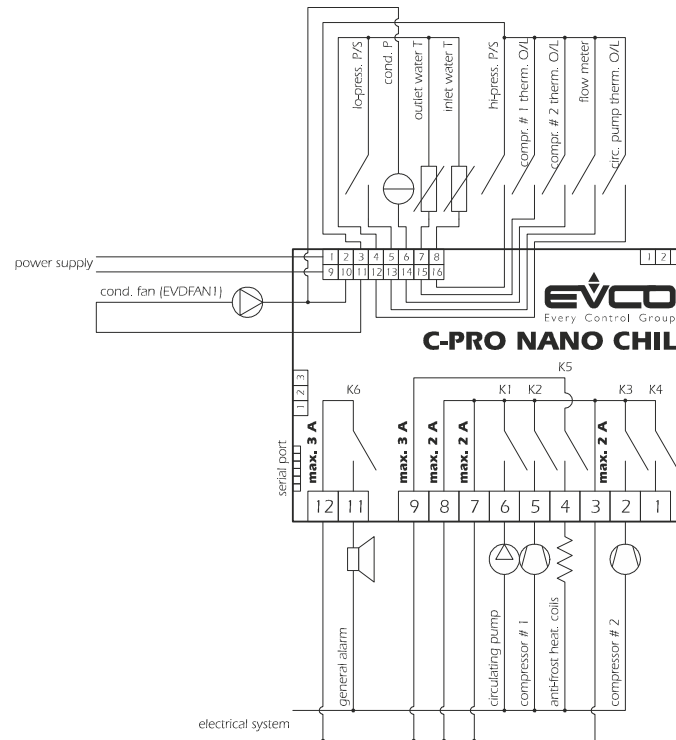 lo-press. P/S
cond. P
outlet water T
inlet water T
hi-press. P/S
compr. # 1 therm. O/L
compr. # 2 therm. O/L
flow meter
circ. pump therm. O/L
power supply
1 2 3 4 5 6 7 8
9 10 11 12 13 14 15 16
1 2
cond. fan (EVDFAN1)
EVCO
Every Control Group
C-PRO NANO CHIL
K5
3
2
1
K6
K1
K2
K3
K4
serial port
max. 3 A
max. 3 A
max. 2 A
max. 2 A
max. 2 A
12 11 9 8 7 6 5 4 3 2 1
general alarm
circulating pump
compressor # 1
anti-frost heat. coils
compressor # 2
electrical system